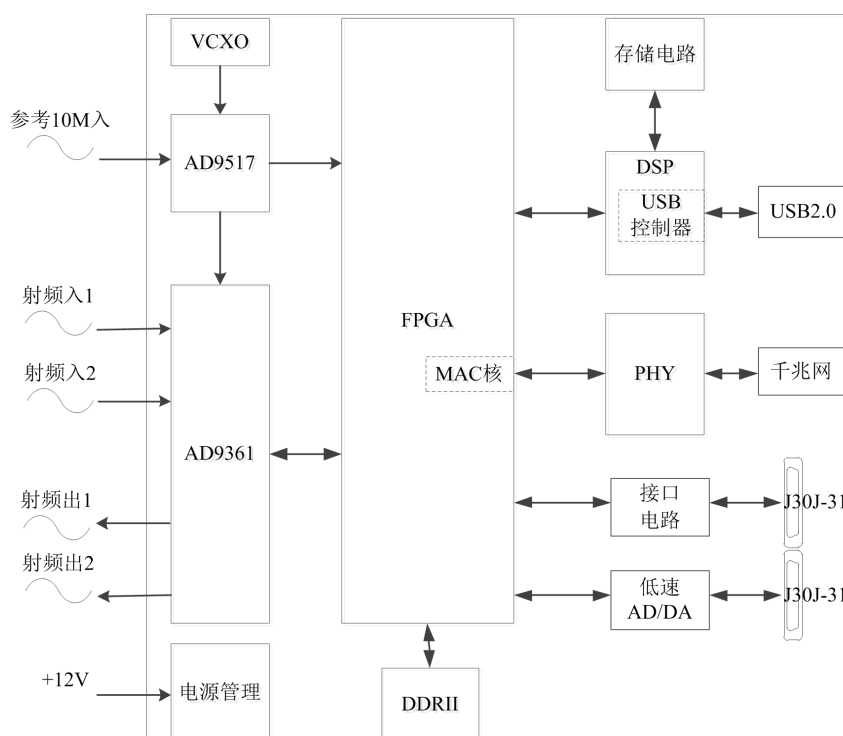 VCXO
存储电路
参考10M入
AD9517
DSP
USB
控制器
USB2.0
射频入1
FPGA
射频入2
MAC核
PHY
千兆网
AD9361
射频出1
接口
电路
J30J-31
射频出2
低速
AD/DA
J30J-31
+12V
电源管理
DDRII